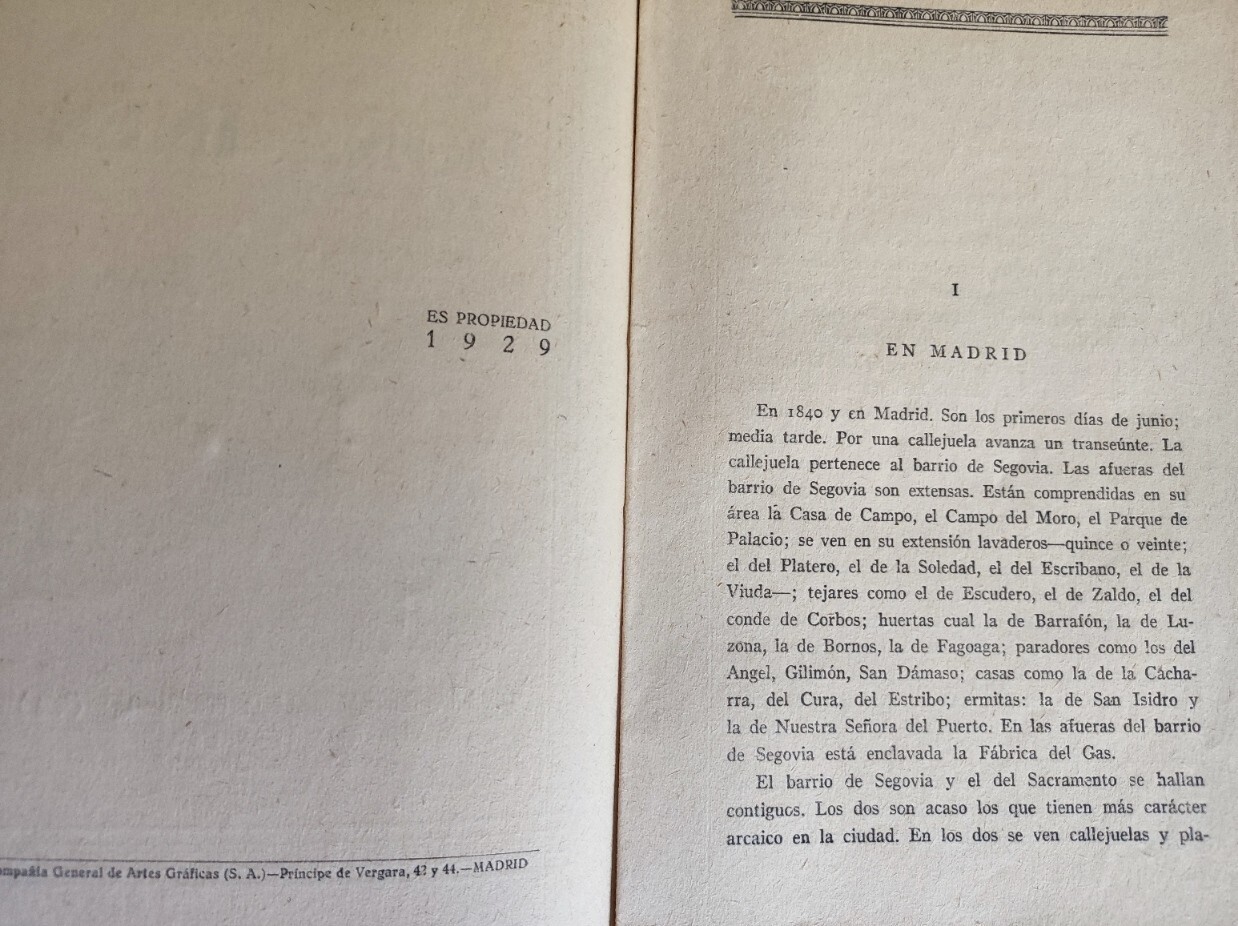 ES PROPIEDAD
1 9 2 9
mpañía General de Artes Gráficas (S. A.)—Príncipe de Vergara, 42 y 44.—MADRID
I
EN MADRID
En 1840 y en Madrid. Son los primeros días de junio;
media tarde. Por una callejuela avanza un transeúnte. La
callejuela pertenece al barrio de Segovia. Las afueras del
barrio de Segovia son extensas. Están comprendidas en su
área la Casa de Campo, el Campo del Moro, el Parque de
Palacio; se ven en su extensión lavaderos—quince o veinte;
el del Platero, el de la Soledad, el del Escribano, el de la
Viuda—; tejares como el de Escudero, el de Zaldo, el del
conde de Corbos; huertas cual la de Barrafón, la de Lu-
zona, la de Bornos, la de Fagoaga; paradores como los del
Angel, Gilimón, San Dámaso; casas como la de la Cácha-
rra, del Cura, del Estribo; ermitas: la de San Isidro y
la de Nuestra Señora del Puerto. En las afueras del barrio
de Segovia está enclavada la Fábrica del Gas.
El barrio de Segovia y el del Sacramento se hallan
contiguos. Los dos son acaso los que tienen más carácter
arcaico en la ciudad. En los dos se ven callejuelas y pla-